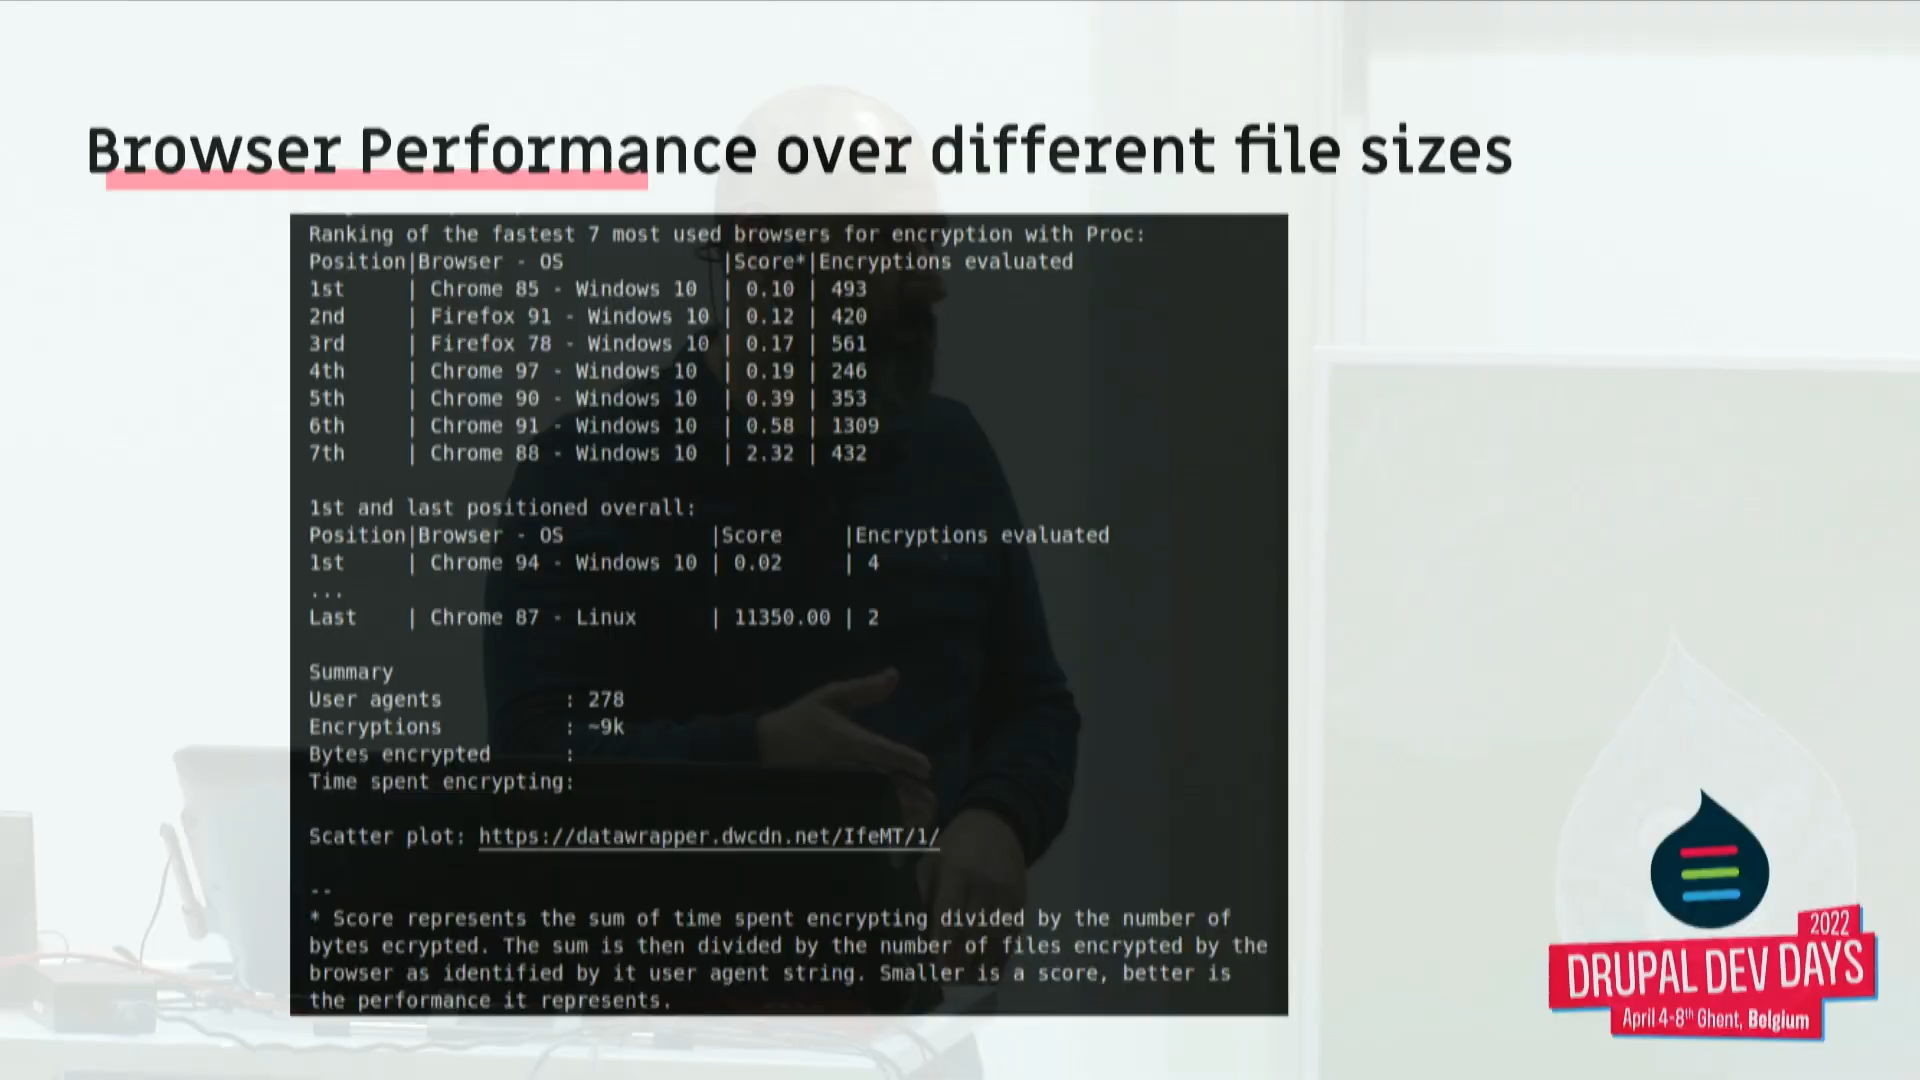 Browser Performance over different file sizes
Ranking of the fastest 7 most used browsers for encryption with Proc:
Position|Browser - OS |Score*|Encryptions evaluated
1st | Chrome 85 - Windows 10 | 0.10 | 493
2nd | Firefox 91 - Windows 10 | 0.12 | 420
3rd | Firefox 78 - Windows 10 | 0.17 | 561
4th | Chrome 97 - Windows 10 | 0.19 | 246
5th | Chrome 90 - Windows 10 | 0.39 | 353
6th | Chrome 91 - Windows 10 | 0.58 | 1309
7th | Chrome 88 - Windows 10 | 2.32 | 432
1st and last positioned overall:
Position|Browser - OS |Score |Encryptions evaluated
1st | Chrome 94 - Windows 10 | 0.02 | 4
...
Last | Chrome 87 - Linux | 11350.00 | 2
Summary
User agents : 278
Encryptions : ~9k
Bytes encrypted :
Time spent encrypting:
Scatter plot: https://datawrapper.dwcdn.net/IfeMT/1/
--
* Score represents the sum of time spent encrypting divided by the number of
bytes ecrypted. The sum is then divided by the number of files encrypted by the
browser as identified by it user agent string. Smaller is a score, better is
the performance it represents.
2022
DRUPAL DEV DAYS
April 4-8th Ghent, Belgium